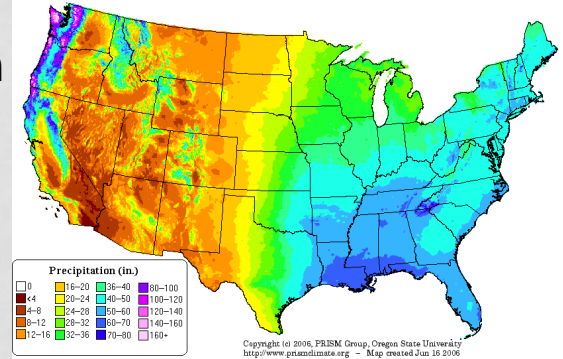 Precipitation (in.)
0 16-20 36-40 80-100
<4 20-24 40-50 100-120
4-8 24-28 50-60 120-140
8-12 28-32 60-70 140-160
12-16 32-36 70-80 160+
Copyright (c) 2006, PRISM Group, Oregon State University
http://www.prismclimate.org - Map created Jun 16 2006